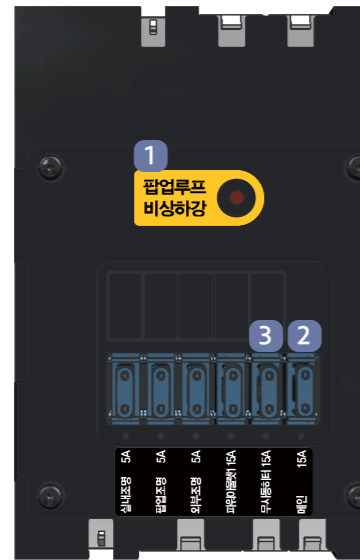 1
팝업루프
비상하강
3
2
실내조명 5A
팝업조명 5A
외부조명 5A
파워아울렛 15A
무시동히터 15A
메인 15A